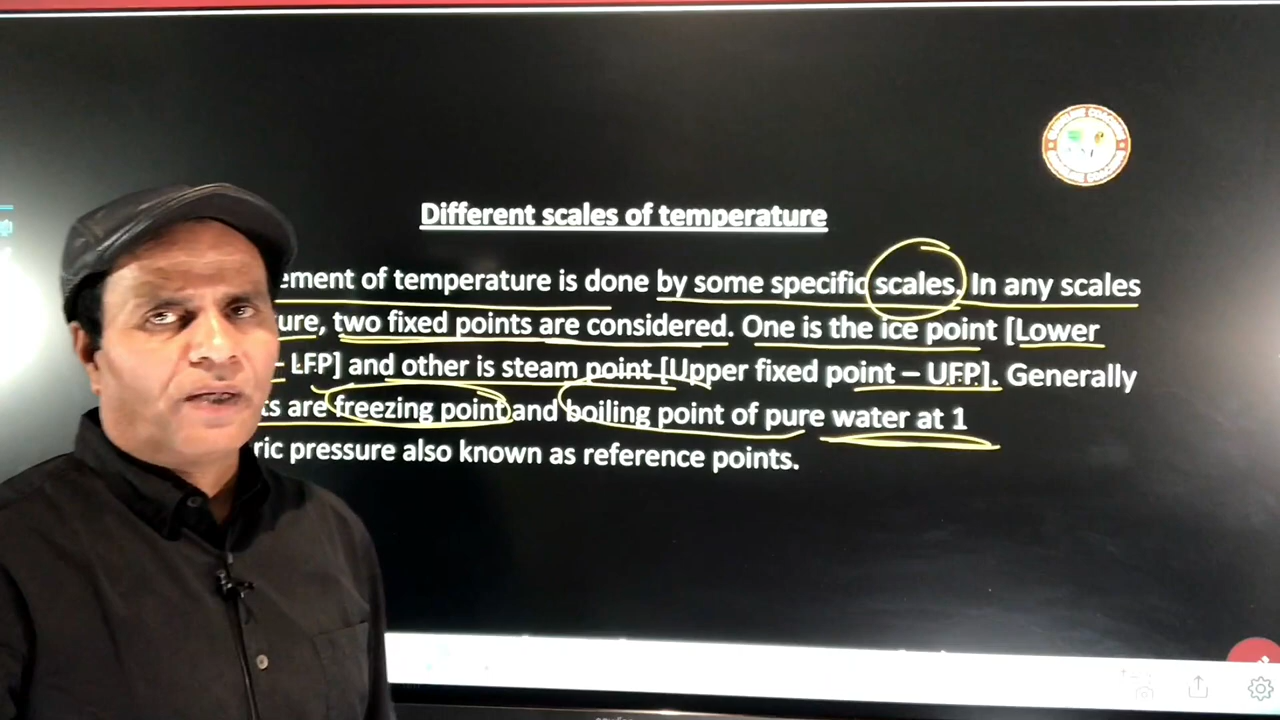 Different scales of temperature
ement of temperature is done by some specific scales. In any scales
ure, two fixed points are considered. One is the ice point [Lower
– LFP] and other is steam point [Upper fixed point – UFP]. Generally
ts are freezing point and boiling point of pure water at 1
ric pressure also known as reference points.